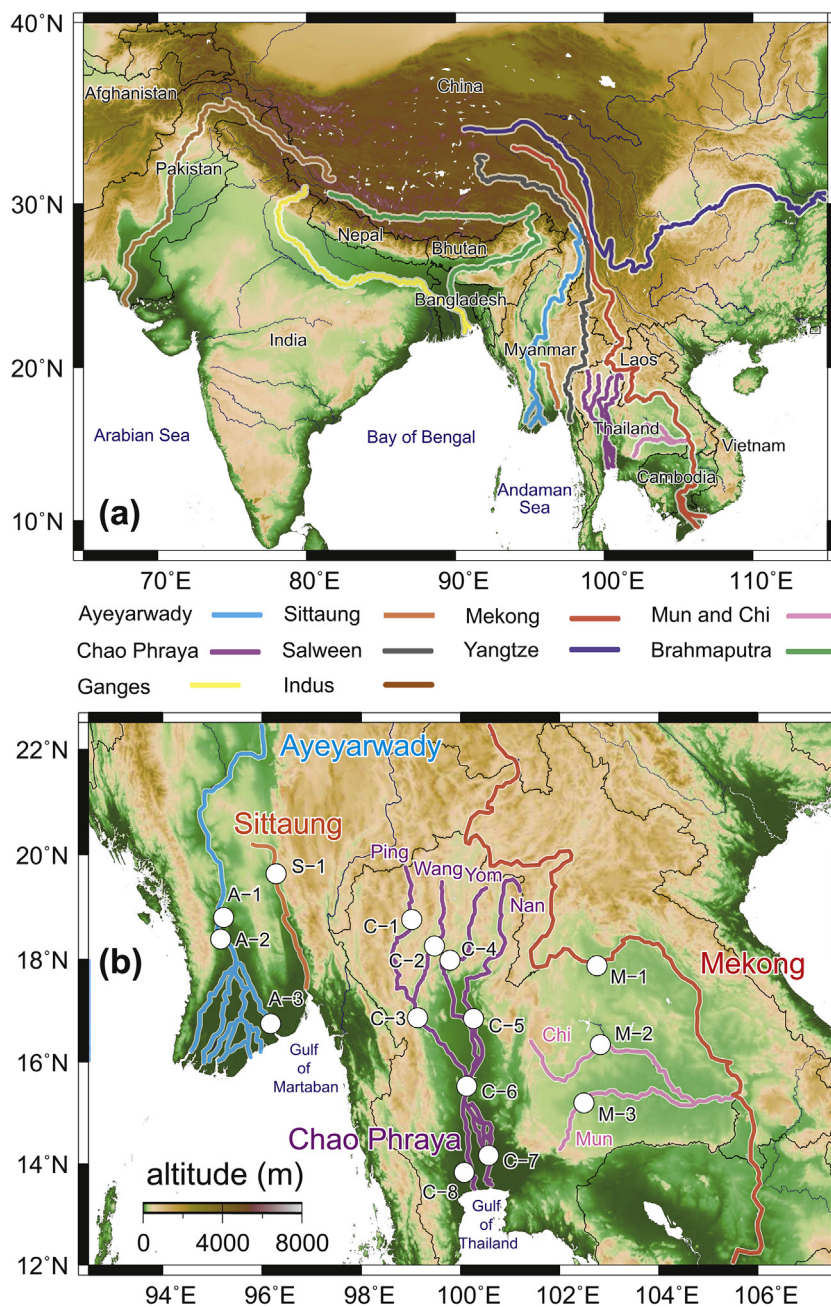 40˚N
Afghanistan
China
Pakistan
30˚N
Nepal
Bhutan
Bangladesh
India
Myanmar
Laos
20˚N
Thailand
Vietnam
Arabian Sea
Bay of Bengal
Cambodia
Andaman
Sea
10˚N
(a)
70˚E 80˚E 90˚E 100˚E 110˚E
Ayeyarwady Sittaung Mekong Mun and Chi
Chao Phraya Salween Yangtze Brahmaputra
Ganges Indus
22˚N
Ayeyarwady
Sittaung
20˚N
Ping
Wang
Yom
S-1
Nan
A-1
C-1
A-2
C-2
C-4
18˚N
(b)
M-1
Mekong
A-3
C-3
C-5
Chi
M-2
16˚N
Gulf
of
Martaban
C-6
M-3
Mun
Chao Phraya
C-7
altitude (m)
14˚N
C-8
0 4000 8000
Gulf
of
Thailand
12˚N
94˚E 96˚E 98˚E 100˚E 102˚E 104˚E 106˚E